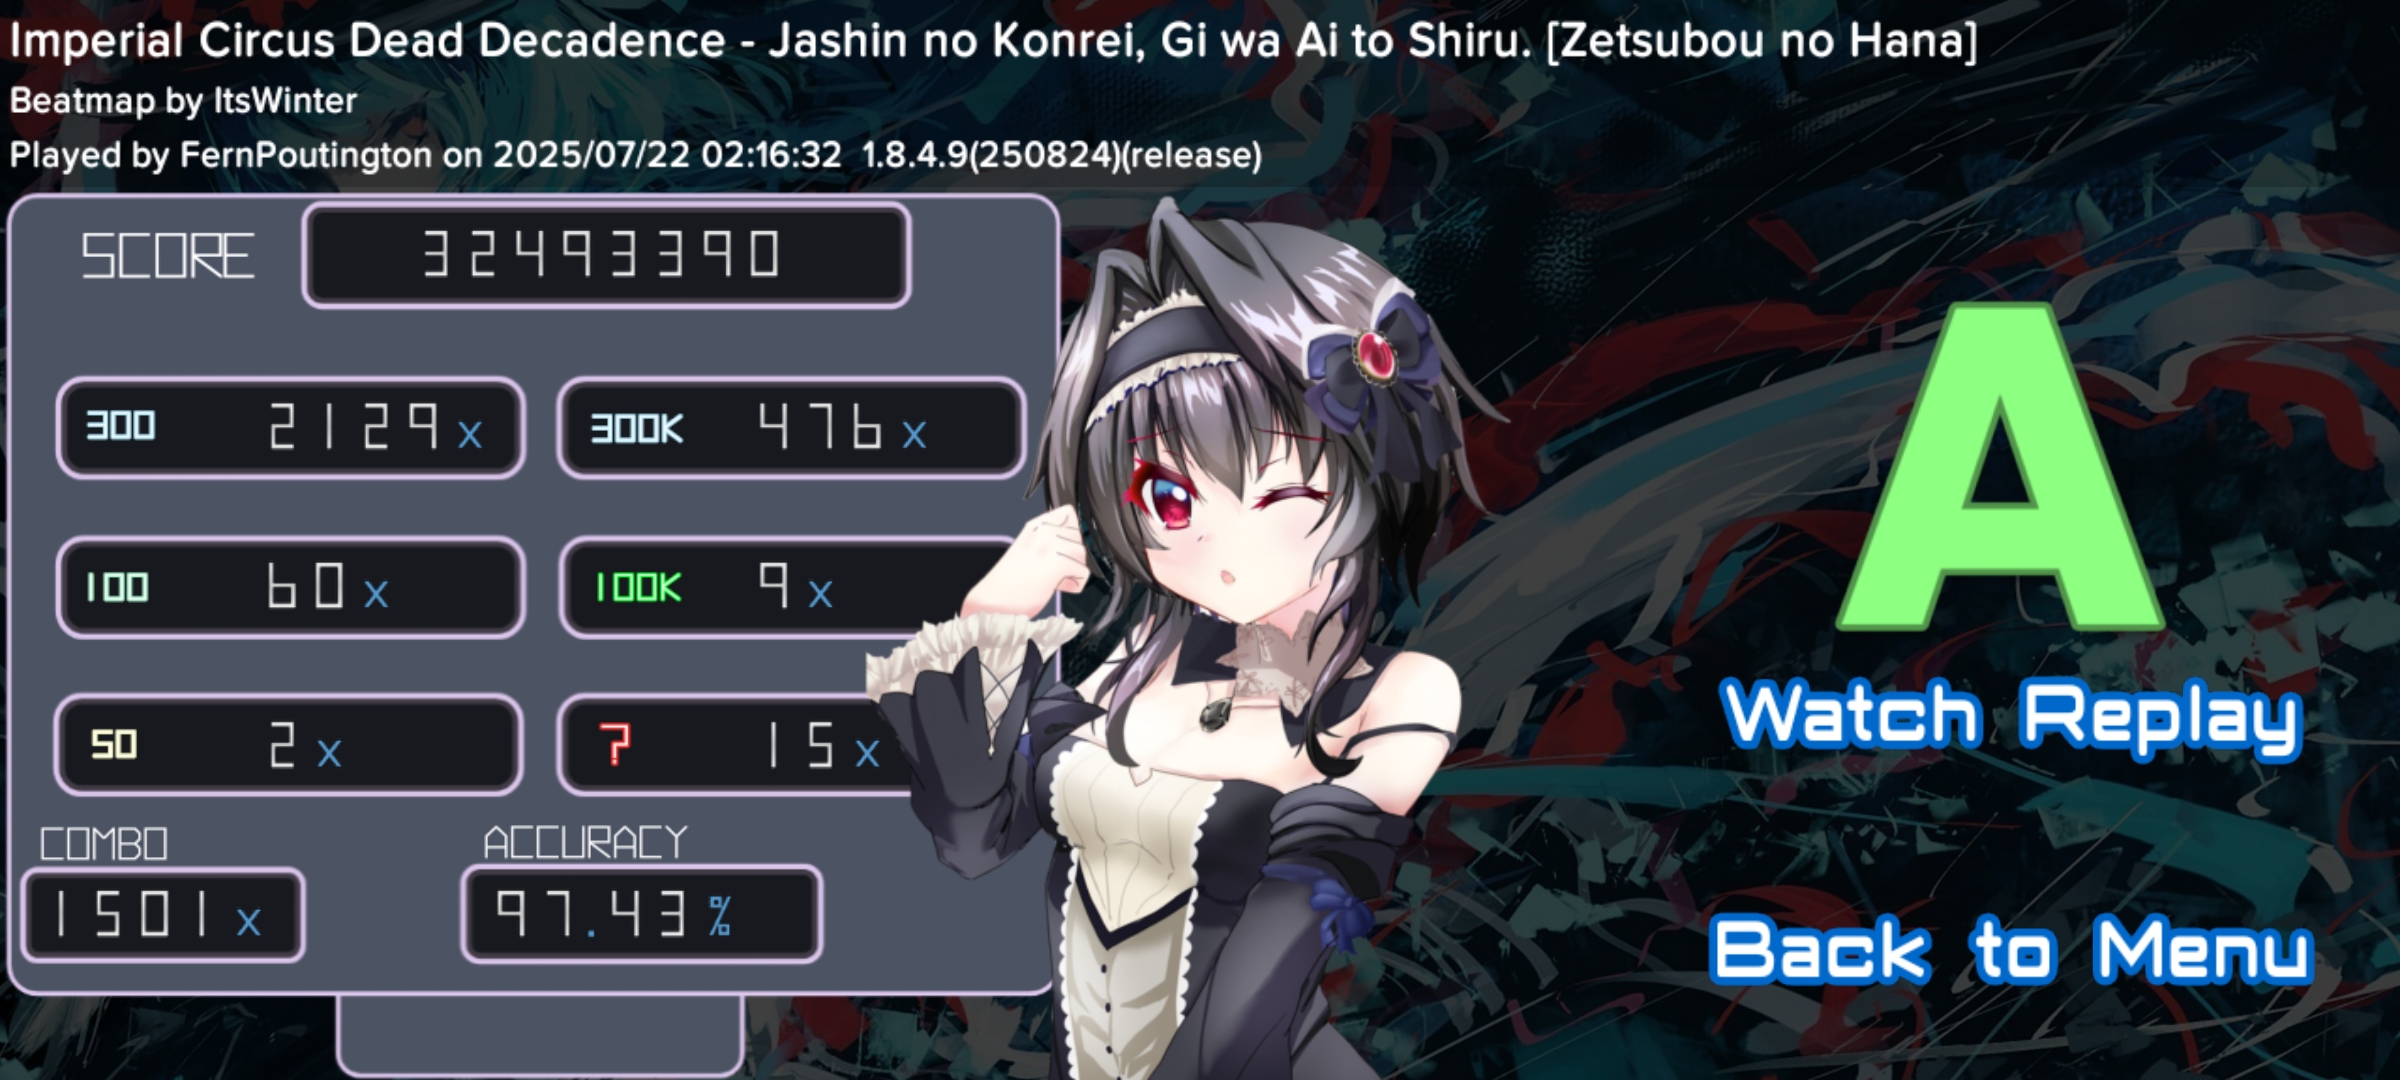 Imperial Circus Dead Decadence - Jashin no Konrei, Gi wa Ai to Shiru. [Zetsubou no Hana]
Beatmap by ItsWinter
Played by FernPoutington on 2025/07/22 02:16:32  1.8.4.9(250824)(release)
SCORE 32493390
300 2129x 300K 476x
100 60x 100K 9x
50 2x ? 15x
COMBO ACCURACY
1501x 97.43%
A
Watch Replay
Back to Menu